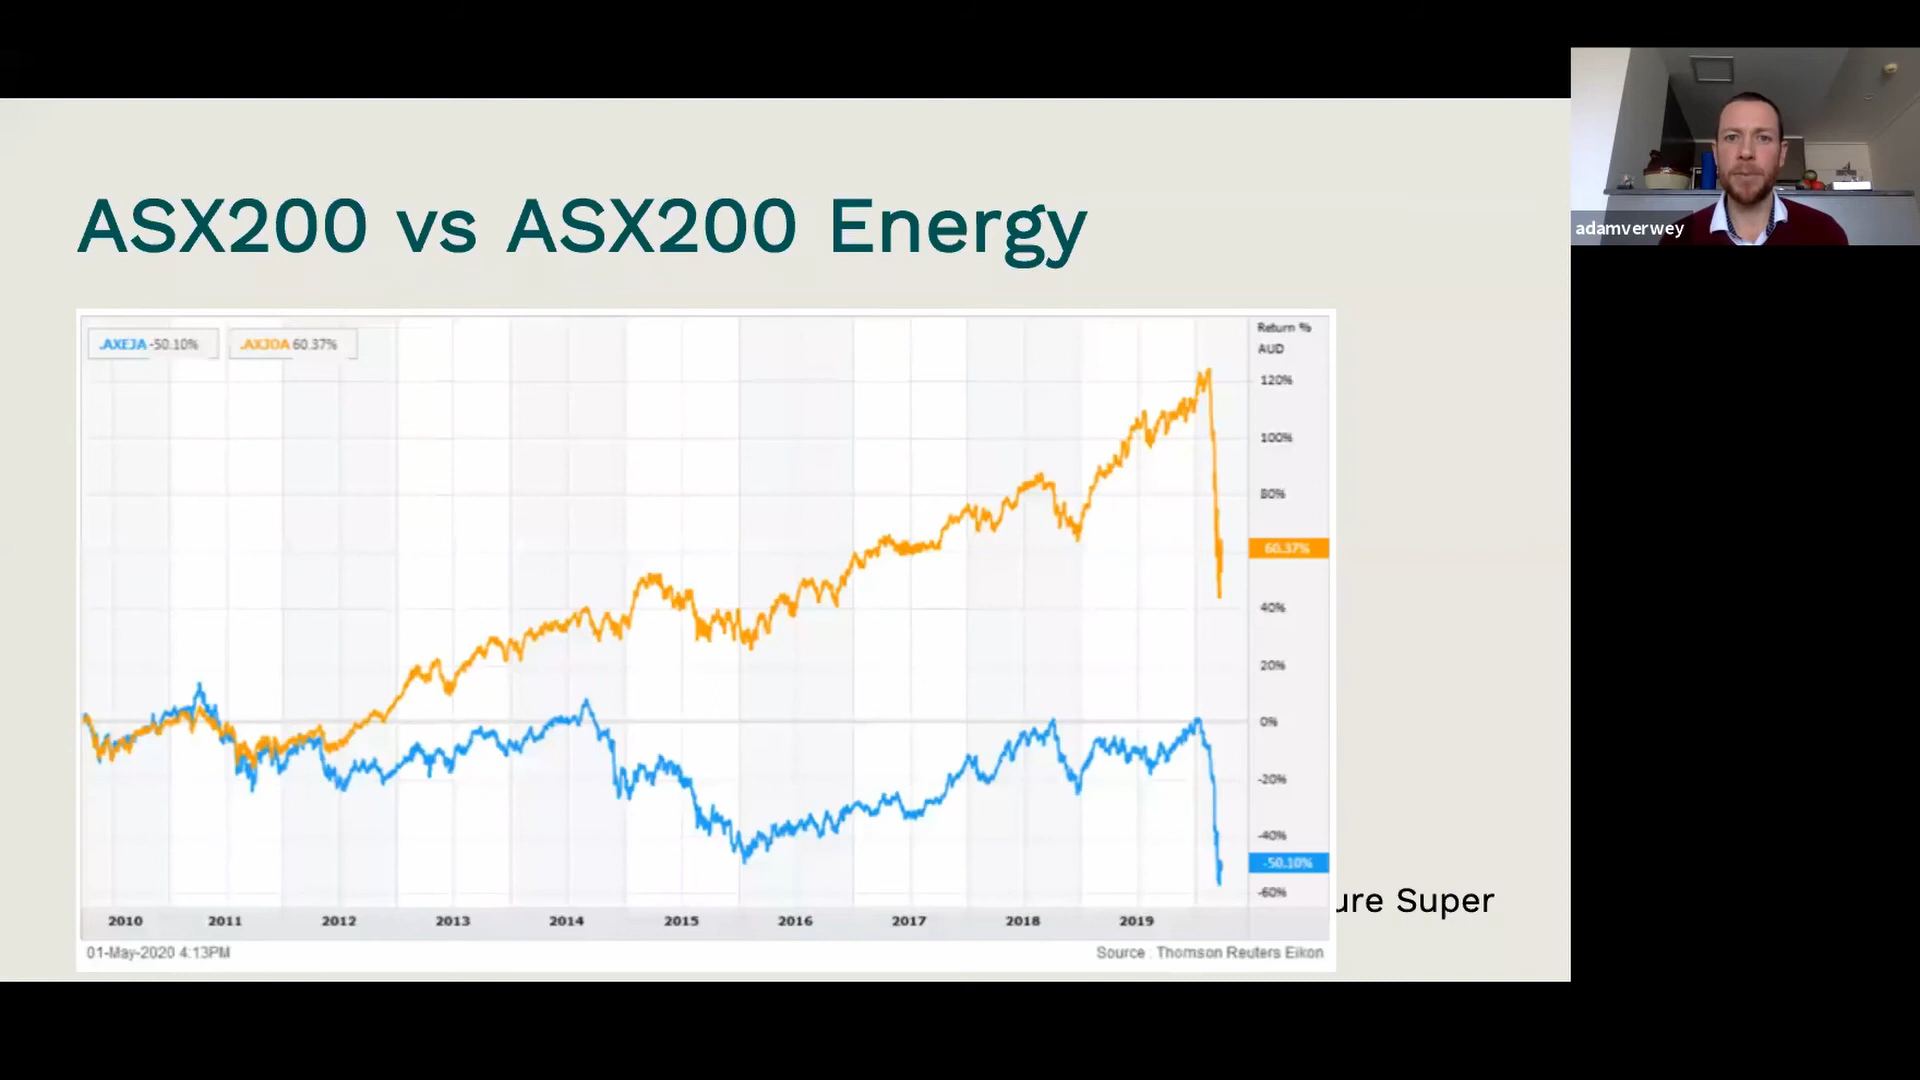 adamverwey
ASX200 vs ASX200 Energy
.AXEJA -50.10% .AXJOA 60.37%
Return %
AUD
120%
100%
80%
60.37%
40%
20%
0%
-20%
-40%
-50.10%
-60%
2010 2011 2012 2013 2014 2015 2016 2017 2018 2019
01-May-2020 4:13PM Source : Thomson Reuters Eikon
ure Super